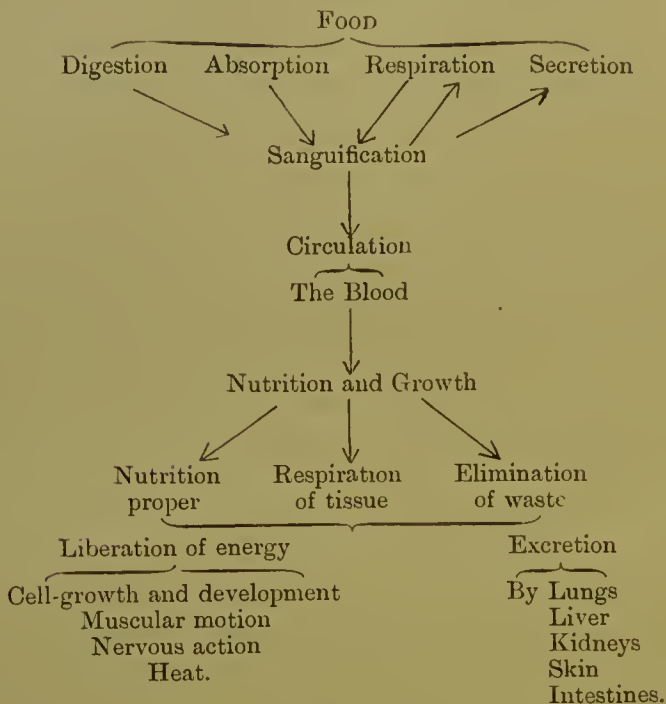 Food
Digestion Absorption Respiration Secretion
Sanguification
Circulation
The Blood
Nutrition and Growth
Nutrition proper
Respiration of tissue
Elimination of waste
Liberation of energy
Cell-growth and development
Muscular motion
Nervous action
Heat.
Excretion
By Lungs
Liver
Kidneys
Skin
Intestines.